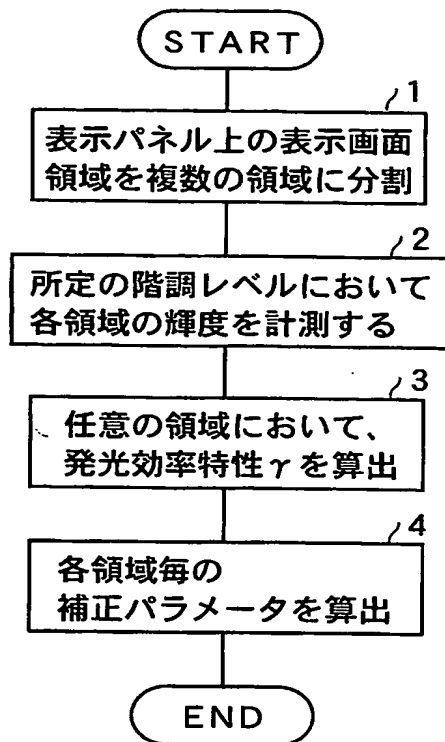 START
1
表示パネル上の表示画面
領域を複数の領域に分割
2
所定の階調レベルにおいて
各領域の輝度を計測する
3
任意の領域において、
発光効率特性γを算出
4
各領域毎の
補正パラメータを算出
END